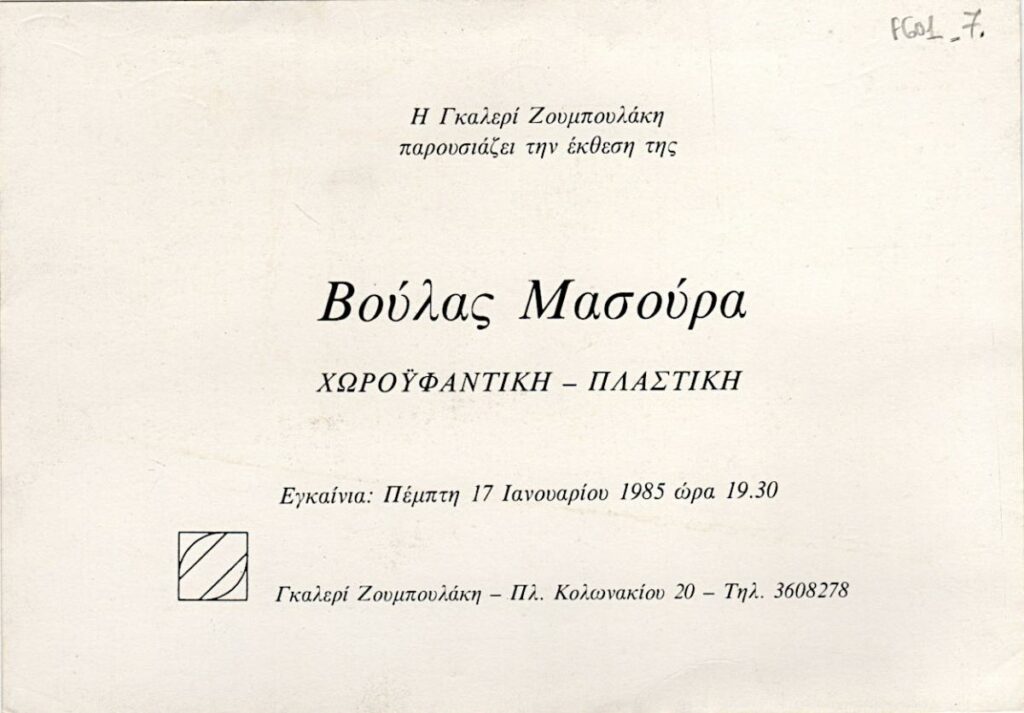 PG01_7.
Η Γκαλερί Ζουμπουλάκη
παρουσιάζει την έκθεση της
Βούλας Μασούρα
ΧΩΡΟΫΦΑΝΤΙΚΗ – ΠΛΑΣΤΙΚΗ
Εγκαίνια: Πέμπτη 17 Ιανουαρίου 1985 ώρα 19.30
Γκαλερί Ζουμπουλάκη – Πλ. Κολωνακίου 20 – Τηλ. 3608278